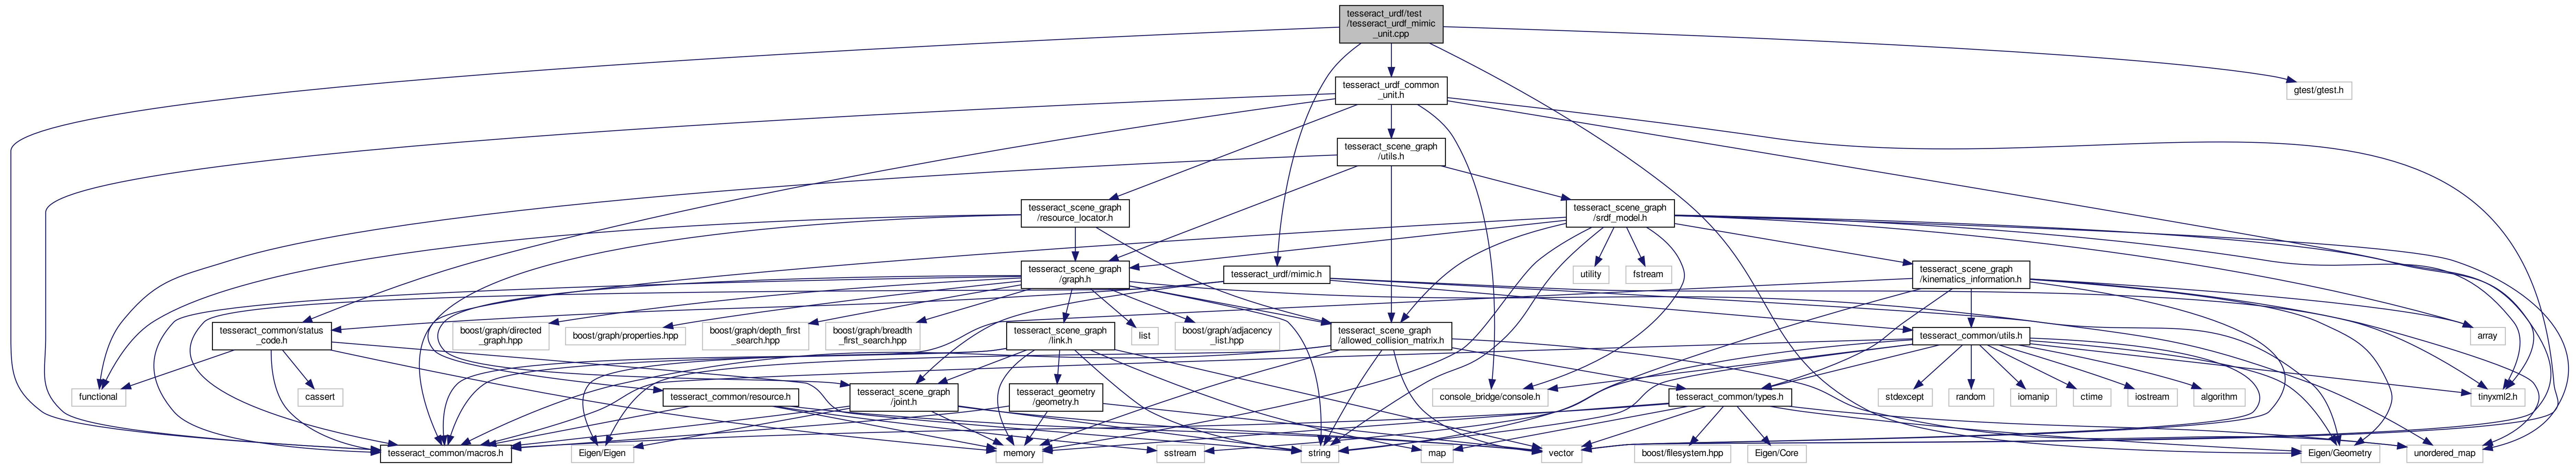 tesseract_urdf/test
/tesseract_urdf_mimic
_unit.cpp
tesseract_urdf_common
_unit.h
gtest/gtest.h
tesseract_scene_graph
/utils.h
tesseract_scene_graph
/resource_locator.h
tesseract_scene_graph
/srdf_model.h
tesseract_scene_graph
/graph.h
tesseract_urdf/mimic.h
utility
fstream
tesseract_scene_graph
/kinematics_information.h
tesseract_common/status
_code.h
boost/graph/directed
_graph.hpp
boost/graph/properties.hpp
boost/graph/depth_first
_search.hpp
boost/graph/breadth
_first_search.hpp
tesseract_scene_graph
/link.h
list
boost/graph/adjacency
_list.hpp
tesseract_scene_graph
/allowed_collision_matrix.h
tesseract_common/utils.h
array
functional
cassert
tesseract_common/resource.h
tesseract_scene_graph
/joint.h
tesseract_geometry
/geometry.h
console_bridge/console.h
tesseract_common/types.h
stdexcept
random
iomanip
ctime
iostream
algorithm
tinyxml2.h
tesseract_common/macros.h
Eigen/Eigen
memory
sstream
string
map
vector
boost/filesystem.hpp
Eigen/Core
Eigen/Geometry
unordered_map